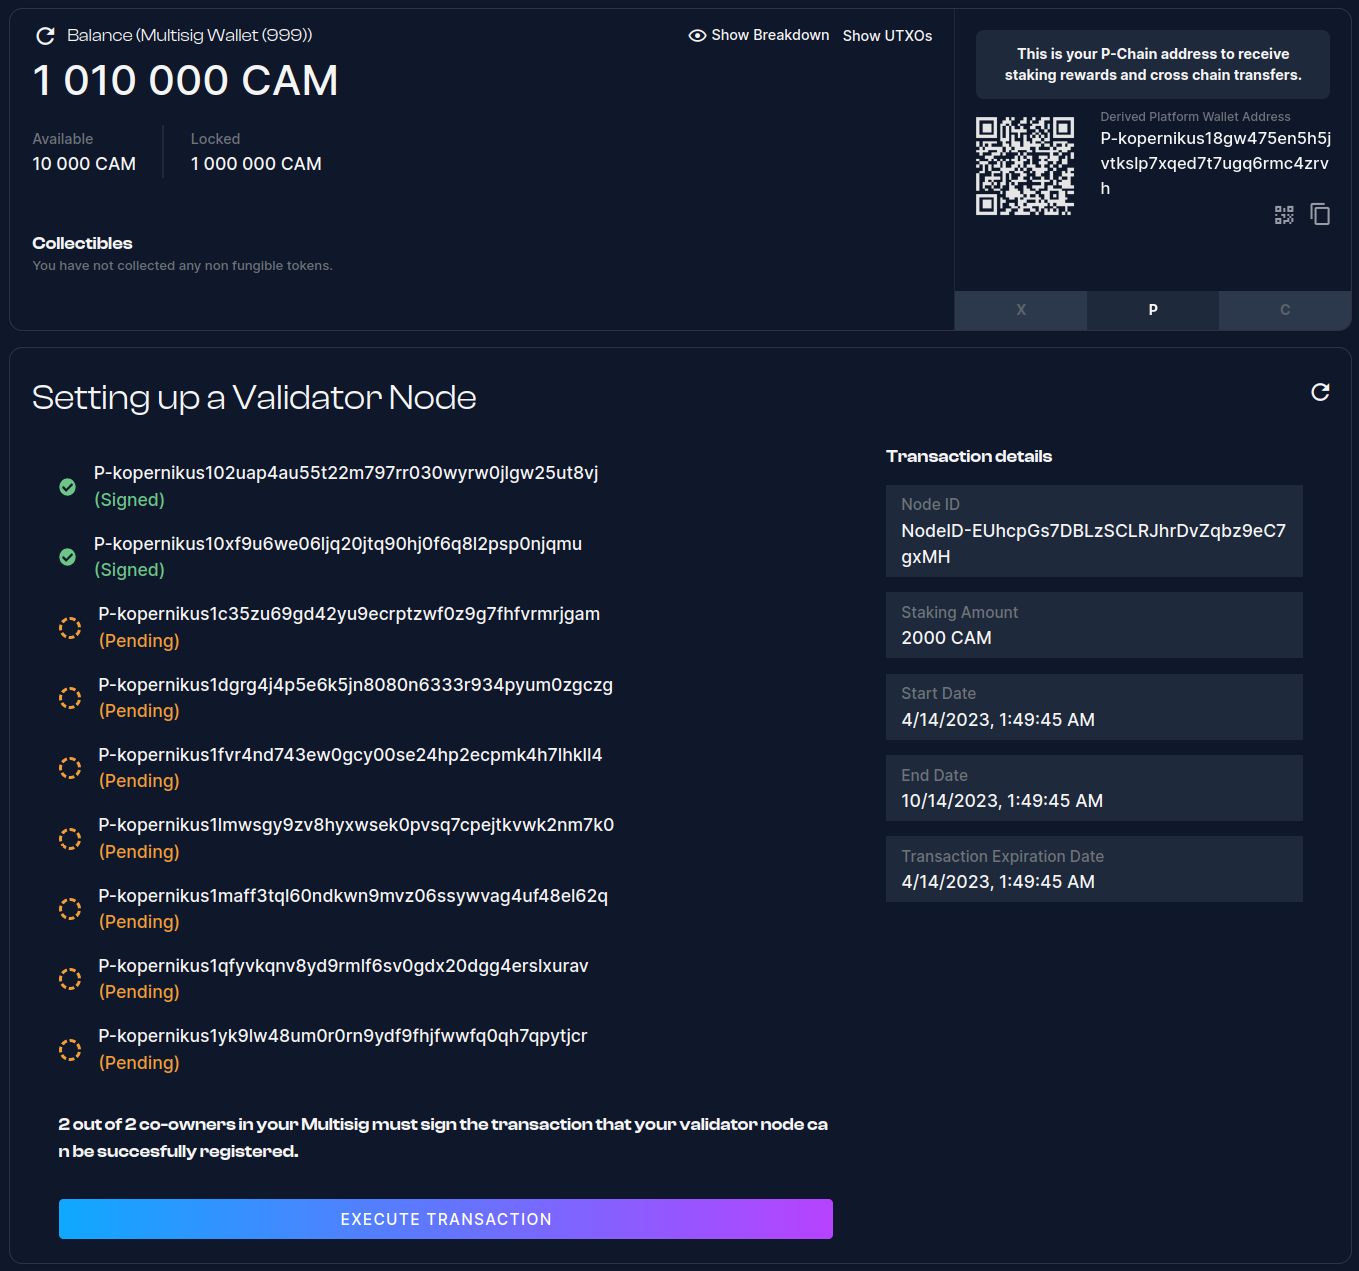 Balance (Multisig Wallet (999))
Show Breakdown
Show UTXOs
1 010 000 CAM
Available
10 000 CAM
Locked
1 000 000 CAM
Collectibles
You have not collected any non fungible tokens.
This is your P-Chain address to receive
staking rewards and cross chain transfers.
Derived Platform Wallet Address
P-kopernikus18gw475en5h5j
vtkslp7xqed7t7ugq6rmc4zrv
h
X
P
C
Setting up a Validator Node
P-kopernikus102uap4au55t22m797rr030wyrw0jlgw25ut8vj
(Signed)
P-kopernikus10xf9u6we06ljq20jtq90hj0f6q8l2psp0njqmu
(Signed)
P-kopernikus1c35zu69gd42yu9ecrptzwf0z9g7fhfvrmrjgam
(Pending)
P-kopernikus1dgrg4j4p5e6k5jn8080n6333r934pyum0zgczg
(Pending)
P-kopernikus1fvr4nd743ew0gcy00se24hp2ecpmk4h7lhkll4
(Pending)
P-kopernikus1lmwsgy9zv8hyxwsek0pvsq7cpejtkvwk2nm7k0
(Pending)
P-kopernikus1maff3tql60ndkwn9mvz06ssywvag4uf48el62q
(Pending)
P-kopernikus1qfyvkqnv8yd9rmlf6sv0gdx20dgg4erslxurav
(Pending)
P-kopernikus1yk9lw48um0r0rn9ydf9fhjfwwfq0qh7qpytjcr
(Pending)
2 out of 2 co-owners in your Multisig must sign the transaction that your validator node ca
n be succesfully registered.
EXECUTE TRANSACTION
Transaction details
Node ID
NodeID-EUhcpGs7DBLzSCLRJhrDvZqbz9eC7
gxMH
Staking Amount
2000 CAM
Start Date
4/14/2023, 1:49:45 AM
End Date
10/14/2023, 1:49:45 AM
Transaction Expiration Date
4/14/2023, 1:49:45 AM